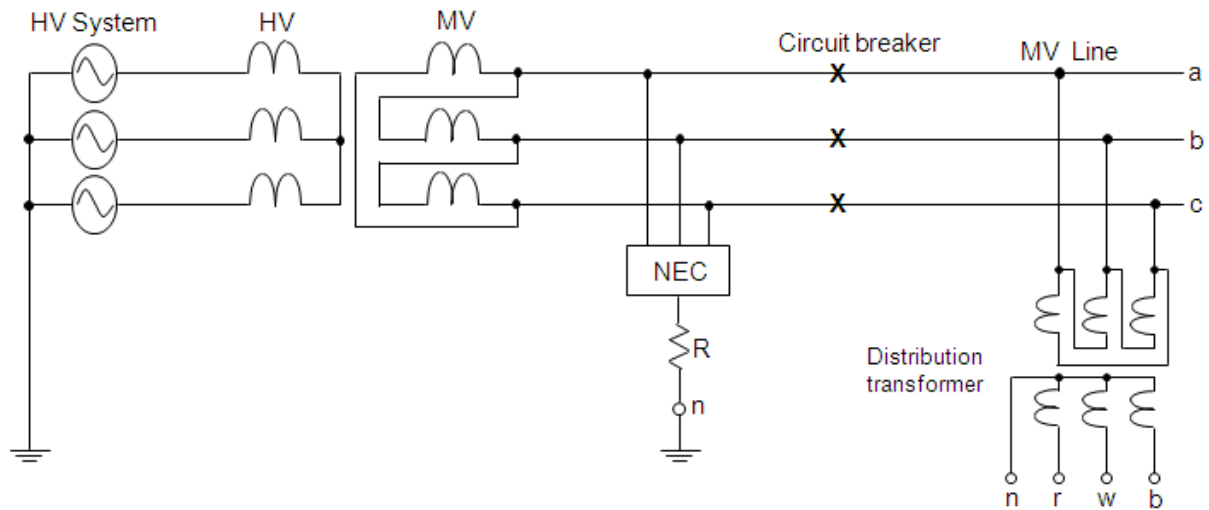 HV System
HV
MV
Circuit breaker
MV Line
X
a
X
b
X
c
NEC
R
n
Distribution
transformer
n r w b